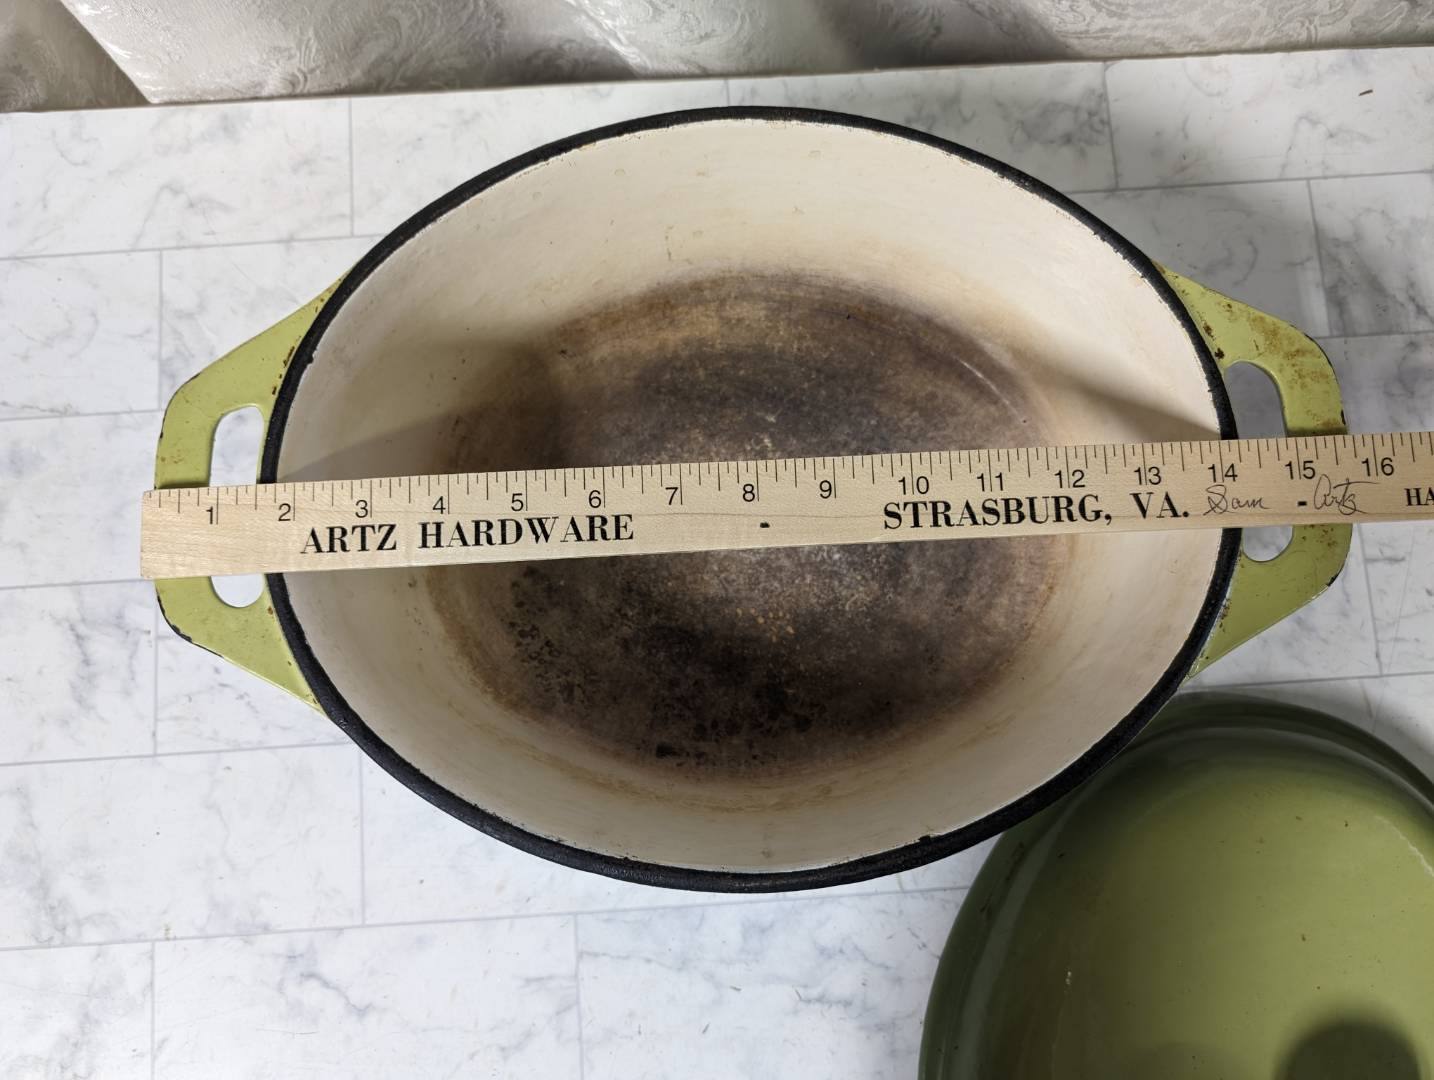 1 2 3 4 5 6 7 8 9 10 11 12 13 14 15 16
ARTZ HARDWARE - STRASBURG, VA. Sam - Artz HA